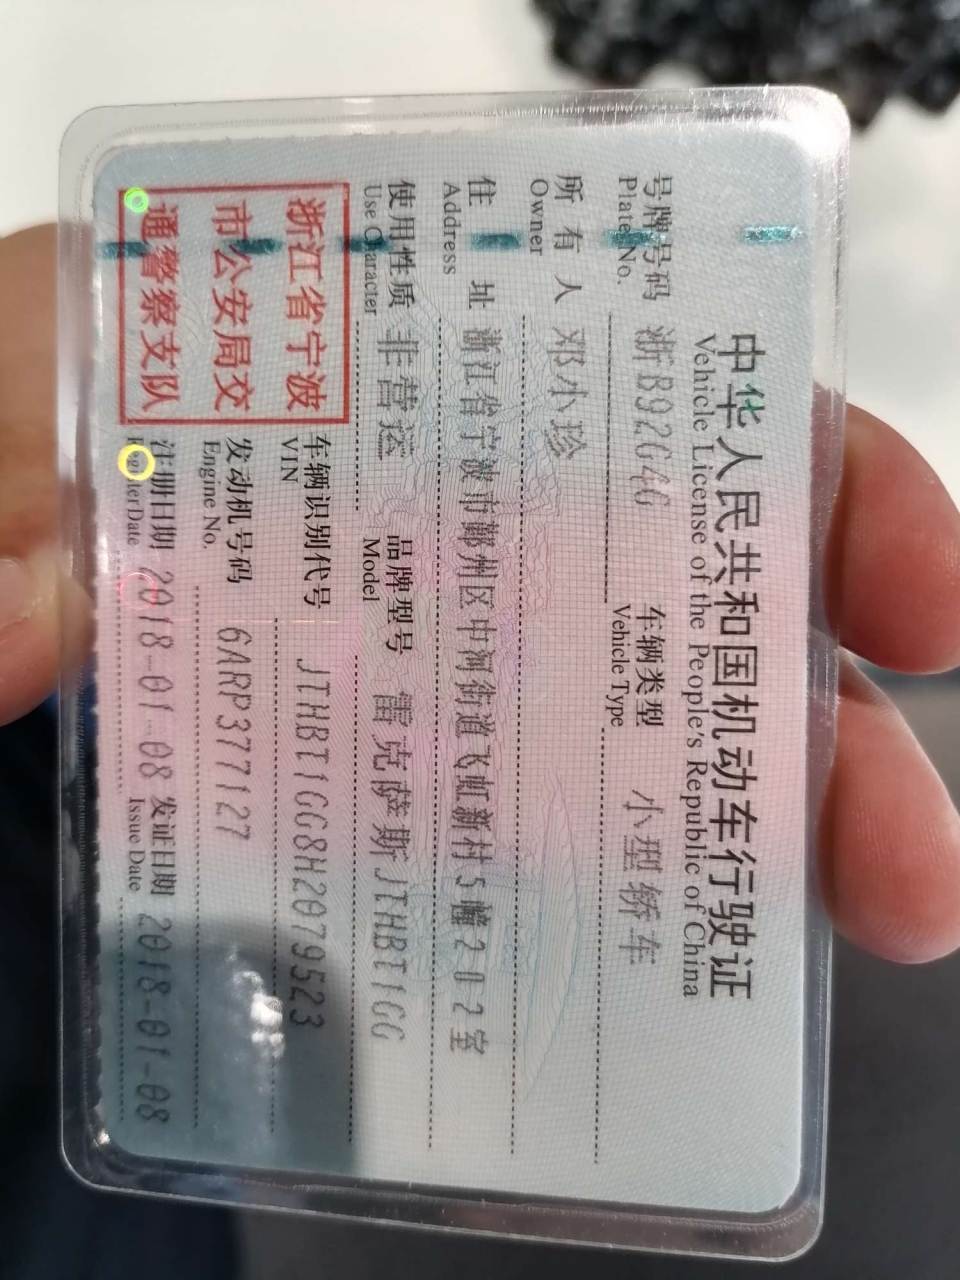 中华人民共和国机动车行驶证
Vehicle License of the People's Republic of China
号牌号码 浙B92G4G 车辆类型 小型轿车
Plate No. Vehicle Type
所有人 邓小珍
Owner
住址 浙江省宁波市鄞州区中河街道飞虹新村5幢202室
Address
使用性质 非营运 品牌型号 雷克萨斯JTHBT1GG
Use Character Model
浙江省宁波
市公安局交
通警察支队
车辆识别代号 JTHBT1GG8H2079523
VIN
发动机号码 6ARP377127
Engine No.
注册日期 2018-01-08 发证日期 2018-01-08
Register Date Issue Date